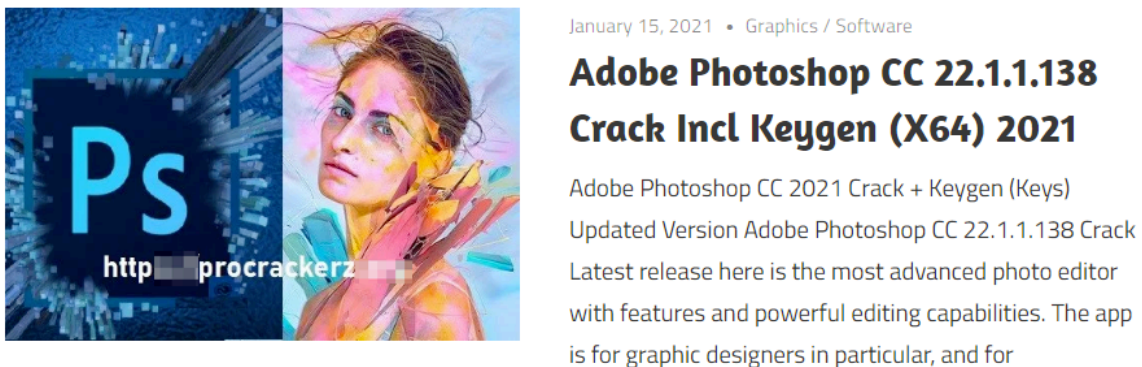 January 15, 2021 • Graphics / Software
Adobe Photoshop CC 22.1.1.138
Crack Incl Keygen (X64) 2021
Adobe Photoshop CC 2021 Crack + Keygen (Keys)
Updated Version Adobe Photoshop CC 22.1.1.138 Crack
Latest release here is the most advanced photo editor
with features and powerful editing capabilities. The app
is for graphic designers in particular, and for
Ps
http procrackerz